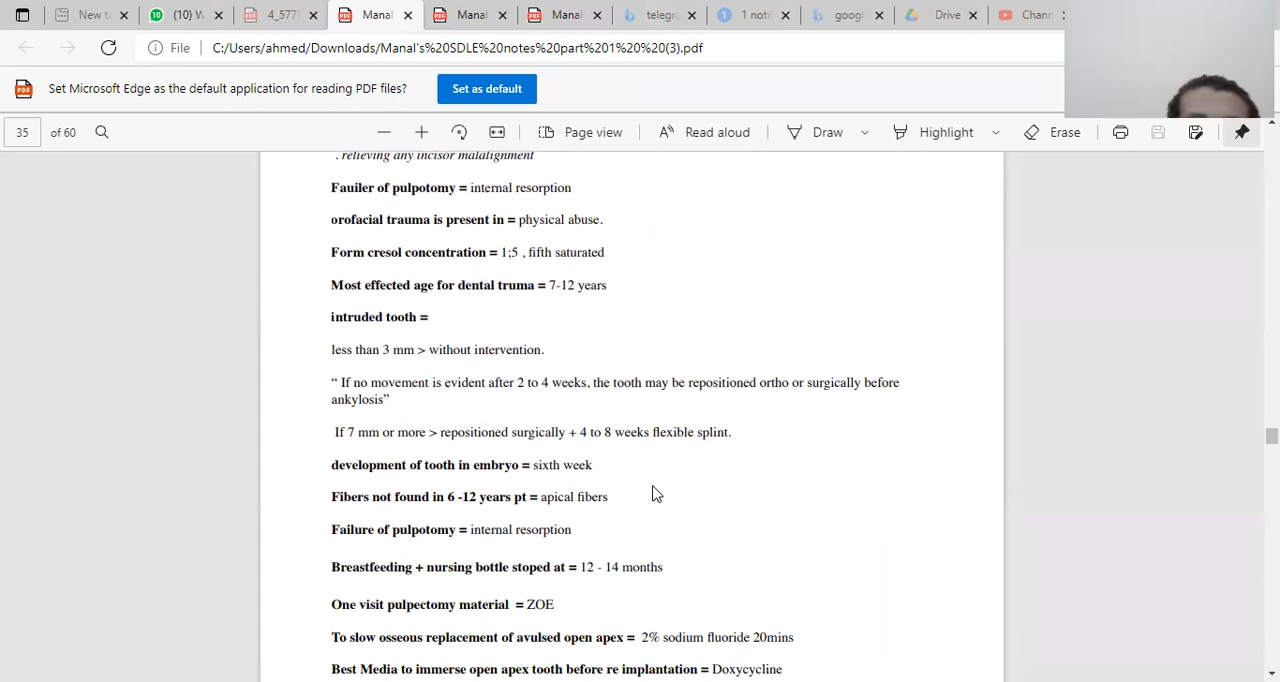 New ta
(10) W
4_577
Manal
Manal
Manal
telegra
1 noti
goog
Drive
Chann
File
C:/Users/ahmed/Downloads/Manal's%20SDLE%20notes%20part%201%20%20(3).pdf
Set Microsoft Edge as the default application for reading PDF files?
Set as default
35 of 60
Page view
Read aloud
Draw
Highlight
Erase
. relieving any incisor malalignment
Fauiler of pulpotomy = internal resorption
orofacial trauma is present in = physical abuse.
Form cresol concentration = 1;5 , fifth saturated
Most effected age for dental truma = 7-12 years
intruded tooth =
less than 3 mm > without intervention.
“ If no movement is evident after 2 to 4 weeks, the tooth may be repositioned ortho or surgically before
ankylosis”
If 7 mm or more > repositioned surgically + 4 to 8 weeks flexible splint.
development of tooth in embryo = sixth week
Fibers not found in 6 -12 years pt = apical fibers
Failure of pulpotomy = internal resorption
Breastfeeding + nursing bottle stoped at = 12 - 14 months
One visit pulpectomy material = ZOE
To slow osseous replacement of avulsed open apex = 2% sodium fluoride 20mins
Best Media to immerse open apex tooth before re implantation = Doxycycline